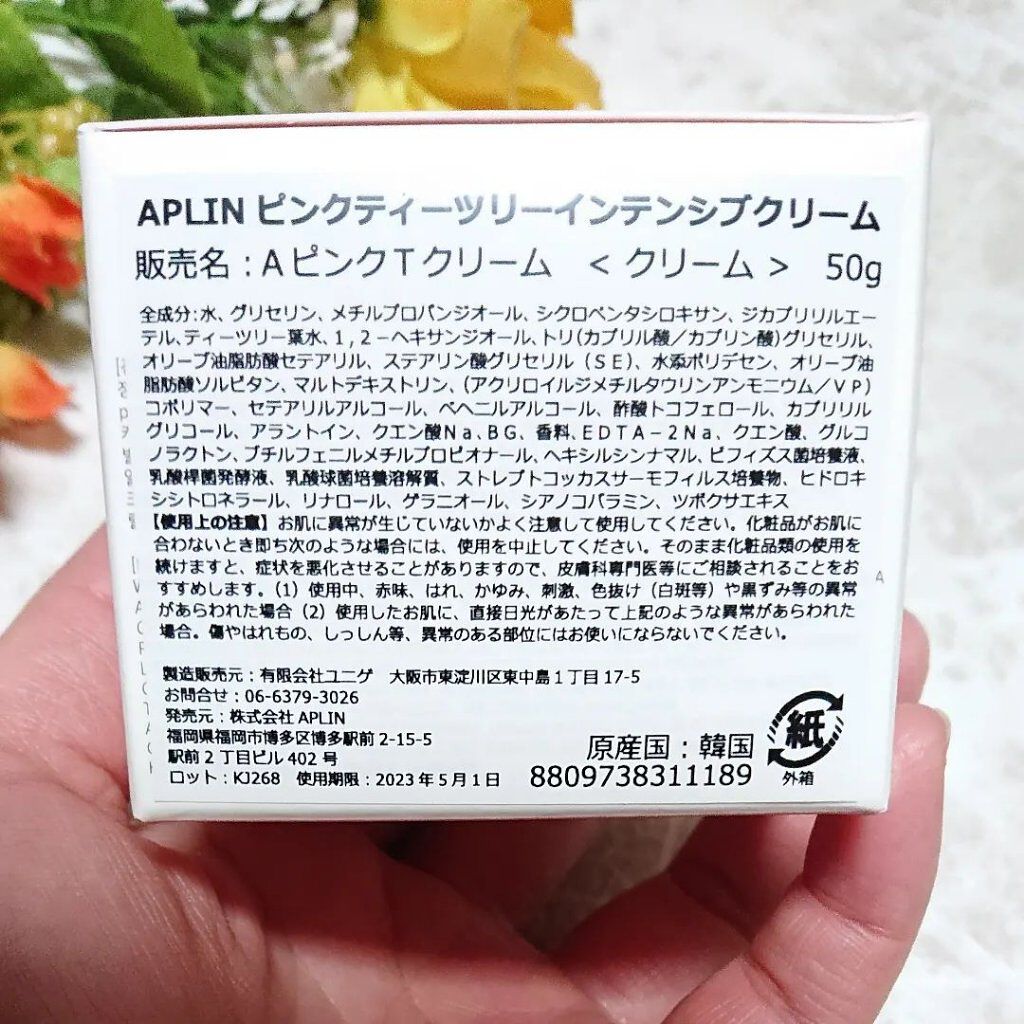 APLIN ピンクティーツリーインテンシブクリーム
販売名：AピンクTクリーム ＜ クリーム ＞ 50g
全成分:水、グリセリン、メチルプロパンジオール、シクロペンタシロキサン、ジカプリリルエー
テル、ティーツリー葉水、1,2－ヘキサンジオール、トリ(カプリル酸／カプリン酸)グリセリル、
オリーブ油脂肪酸セテアリル、ステアリン酸グリセリル（SE）、水添ポリデセン、オリーブ油
脂肪酸ソルビタン、マルトデキストリン、(アクリロイルジメチルタウリンアンモニウム／VP)
コポリマー、セテアリルアルコール、ベヘニルアルコール、酢酸トコフェロール、カプリリル
グリコール、アラントイン、クエン酸Na、BG、香料、EDTA－2Na、クエン酸、グルコ
ノラクトン、ブチルフェニルメチルプロピオナール、ヘキシルシンナマル、ビフィズス菌培養液、
乳酸桿菌発酵液、乳酸球菌培養溶解質、ストレプトコッカスサーモフィルス培養物、ヒドロキ
シシトロネラール、リナロール、ゲラニオール、シアノコバラミン、ツボクサエキス
【使用上の注意】お肌に異常が生じていないかよく注意して使用してください。化粧品がお肌に
合わないとき即ち次のような場合には、使用を中止してください。そのまま化粧品類の使用を
続けますと、症状を悪化させることがありますので、皮膚科専門医等にご相談されることをお
すすめします。（1）使用中、赤味、はれ、かゆみ、刺激、色抜け（白斑等）や黒ずみ等の異常
があらわれた場合（2）使用したお肌に、直接日光があたって上記のような異常があらわれた
場合。傷やはれもの、しっしん等、異常のある部位にはお使いにならないでください。
製造販売元：有限会社ユニゲ 大阪市東淀川区東中島1丁目17-5
お問合せ：06-6379-3026
発売元：株式会社 APLIN
福岡県福岡市博多区博多駅前 2-15-5
駅前2丁目ビル402号
ロット：KJ268 使用期限：2023年5月1日
原産国：韓国
8809738311189
紙
外箱